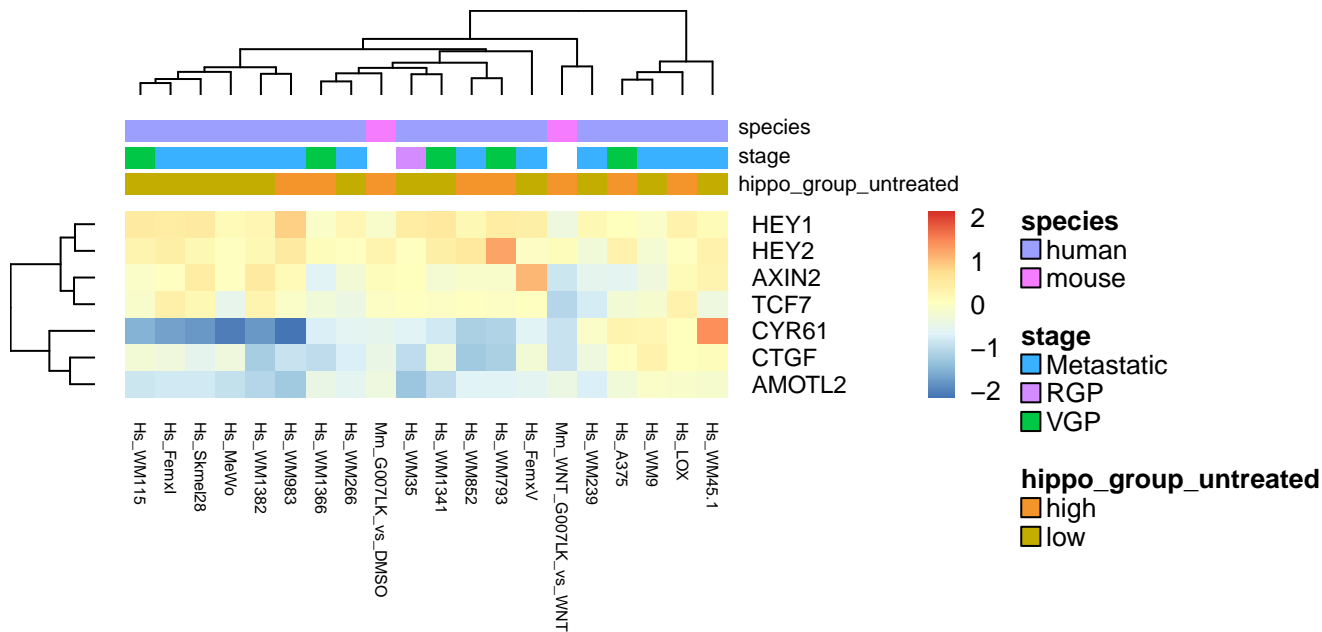 species
stage
hippo_group_untreated
HEY1
HEY2
AXIN2
TCF7
CYR61
CTGF
AMOTL2
2
1
0
−1
−2
species
human
mouse
stage
Metastatic
RGP
VGP
hippo_group_untreated
high
low
Hs_WM115
Hs_FemxI
Hs_Skmel28
Hs_MeWo
Hs_WM1382
Hs_WM983
Hs_WM1366
Hs_WM266
Mm_G007LK_vs_DMSO
Hs_WM35
Hs_WM1341
Hs_WM852
Hs_WM793
Hs_FemxV
Mm_WNT_G007LK_vs_WNT
Hs_WM239
Hs_A375
Hs_WM9
Hs_LOX
Hs_WM45.1